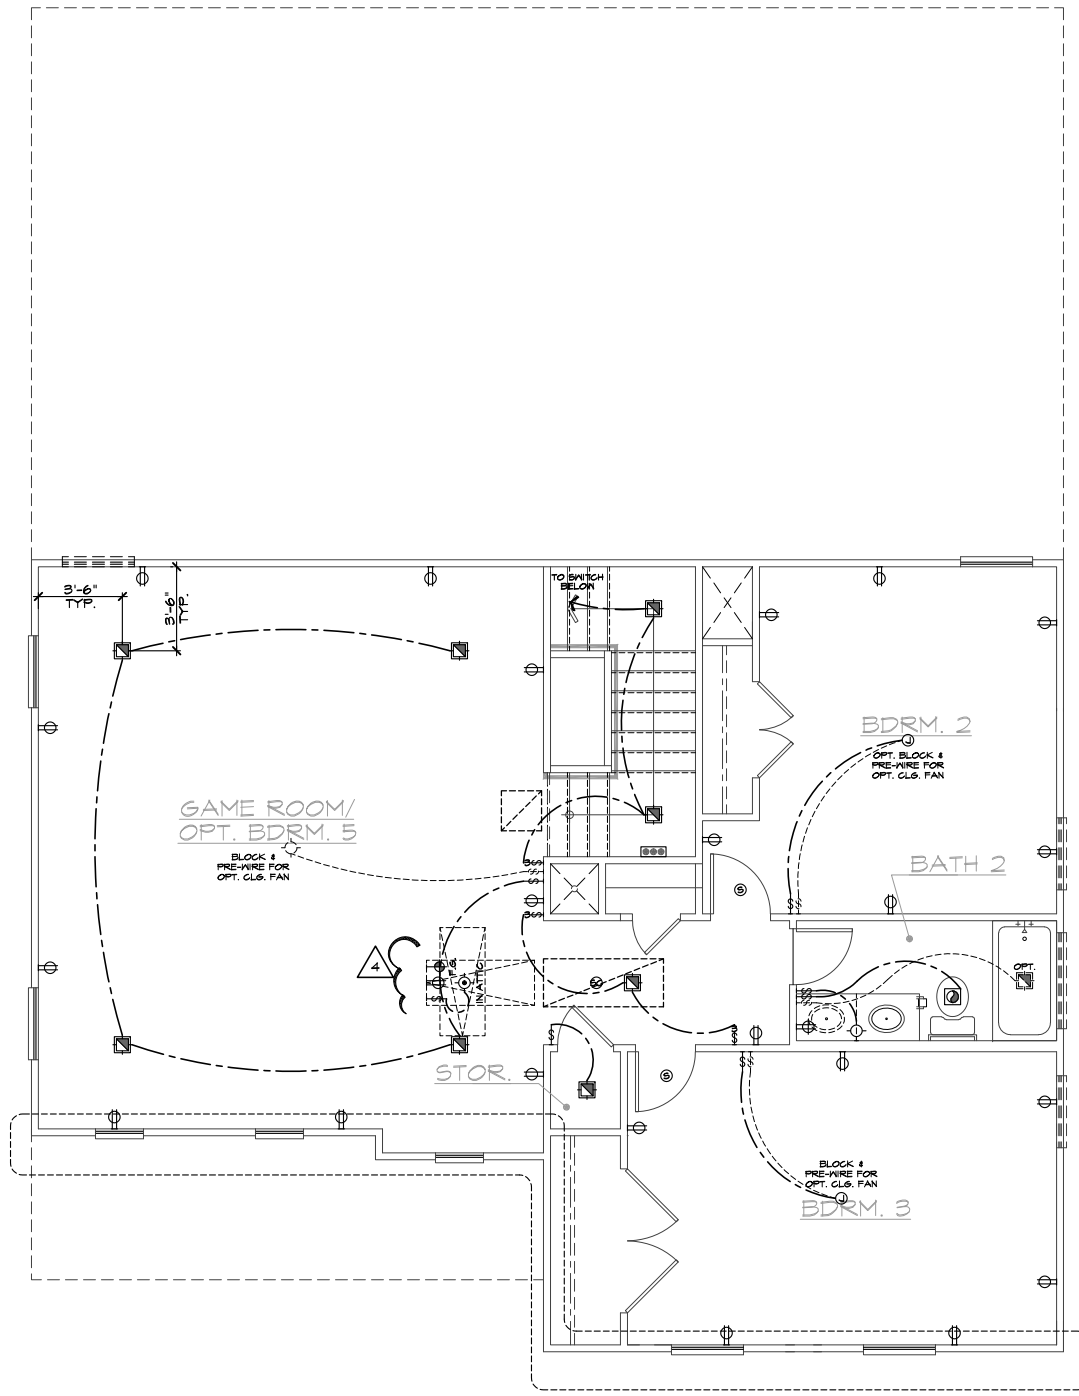 TO SWITCH
BELOW
3'-6"
TYP.
3'-6"
TYP.
BDRM. 2
OPT. BLOCK &
PRE-WIRE FOR
OPT. CLG. FAN
GAME ROOM/
OPT. BDRM. 5
BLOCK &
PRE-WIRE FOR
OPT. CLG. FAN
BATH 2
4
OPT.
STOR.
BLOCK &
PRE-WIRE FOR
OPT. CLG. FAN
BDRM. 3